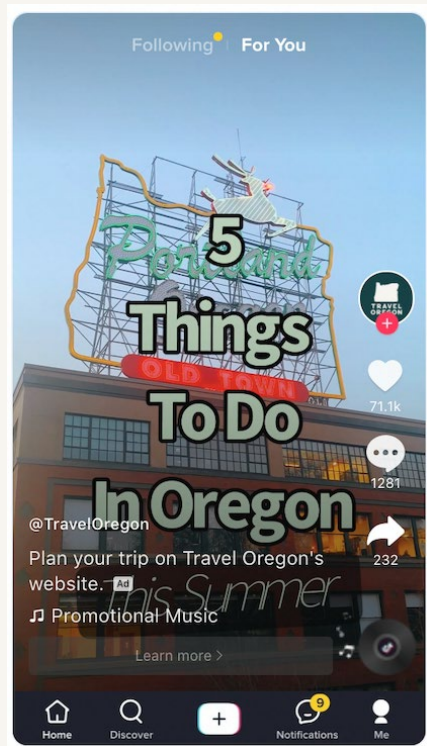 Following For You
5
Portland
Things
OLD TOWN
To Do
In Oregon
This Summer
TRAVEL
OREGON
71.1k
1281
232
@TravelOregon
Plan your trip on Travel Oregon's
website. Ad
Promotional Music
Learn more >
9
Home Discover Notifications Me